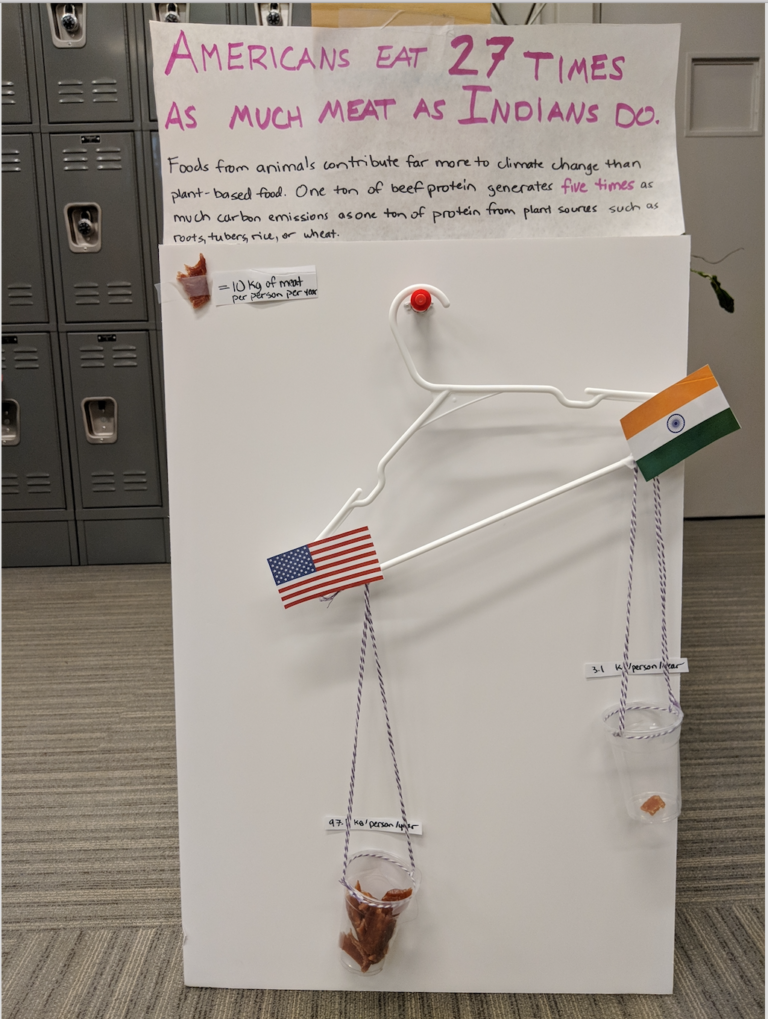 AMERICANS EAT 27 TIMES
AS MUCH MEAT AS INDIANS DO.
Foods from animals contribute far more to climate change than
plant-based food. One ton of beef protein generates five times as
much carbon emissions as one ton of protein from plant sources such as
roots, tubers, rice, or wheat.
= 10 Kg of meat
per person per year
3.1 Kg/person/year
kg/person/year